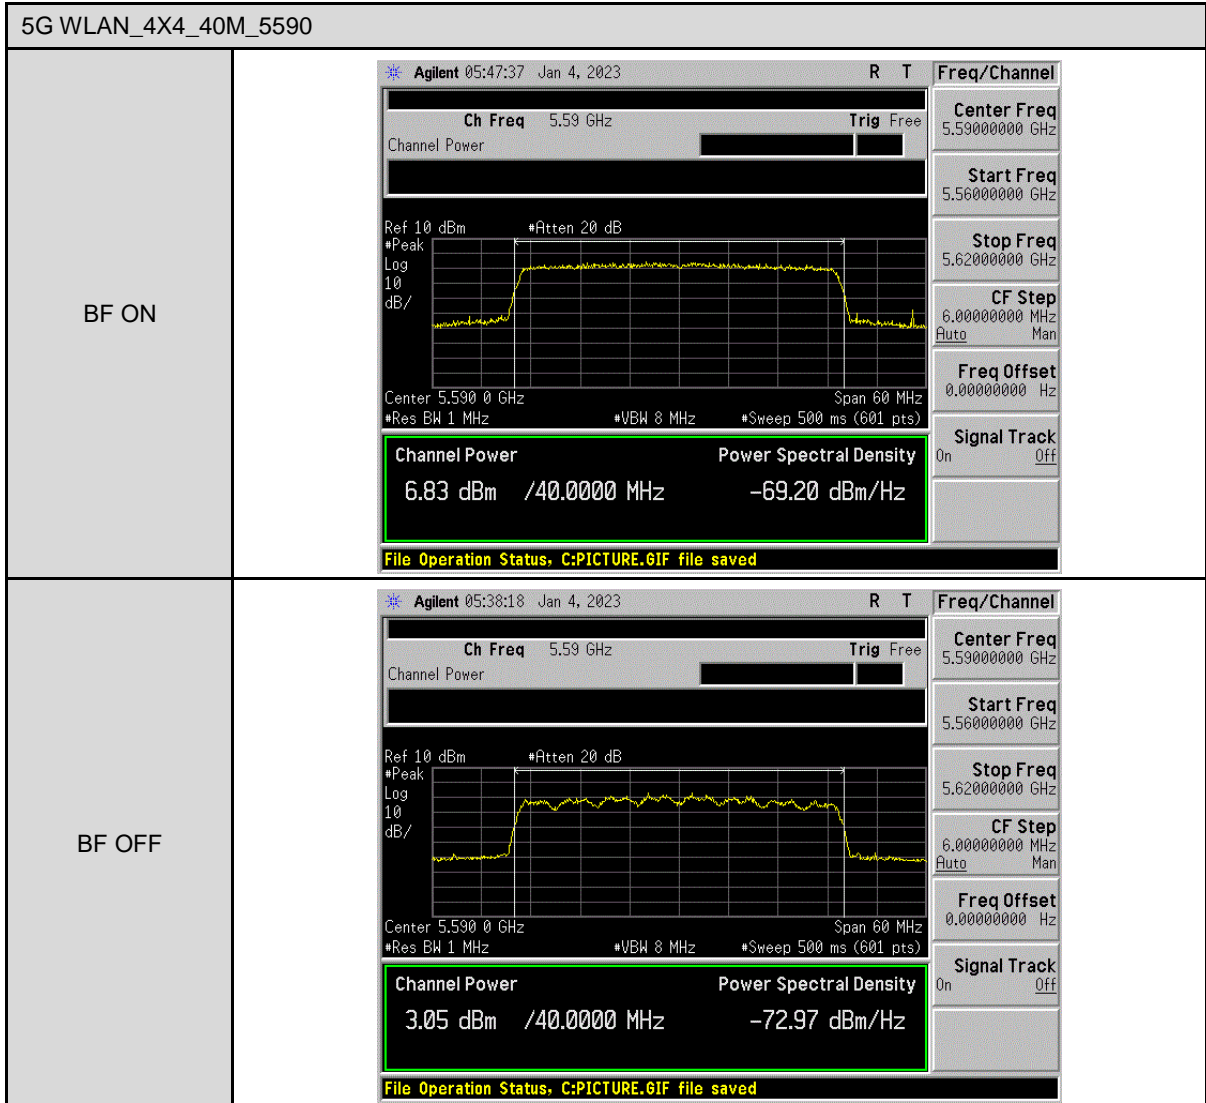 5G WLAN_4X4_40M_5590
BF ON
Agilent 05:47:37 Jan 4, 2023 R T Freq/Channel
Ch Freq 5.59 GHz Trig Free
Channel Power
Center Freq
5.59000000 GHz
Start Freq
5.56000000 GHz
Stop Freq
5.62000000 GHz
CF Step
6.00000000 MHz
Auto Man
Freq Offset
0.00000000 Hz
Signal Track
On Off
Ref 10 dBm #Atten 20 dB
#Peak
Log
10
dB/
Center 5.590 0 GHz Span 60 MHz
#Res BW 1 MHz #VBW 8 MHz #Sweep 500 ms (601 pts)
Channel Power Power Spectral Density
6.83 dBm /40.0000 MHz -69.20 dBm/Hz
File Operation Status, C:PICTURE.GIF file saved
BF OFF
Agilent 05:38:18 Jan 4, 2023 R T Freq/Channel
Ch Freq 5.59 GHz Trig Free
Channel Power
Center Freq
5.59000000 GHz
Start Freq
5.56000000 GHz
Stop Freq
5.62000000 GHz
CF Step
6.00000000 MHz
Auto Man
Freq Offset
0.00000000 Hz
Signal Track
On Off
Ref 10 dBm #Atten 20 dB
#Peak
Log
10
dB/
Center 5.590 0 GHz Span 60 MHz
#Res BW 1 MHz #VBW 8 MHz #Sweep 500 ms (601 pts)
Channel Power Power Spectral Density
3.05 dBm /40.0000 MHz -72.97 dBm/Hz
File Operation Status, C:PICTURE.GIF file saved